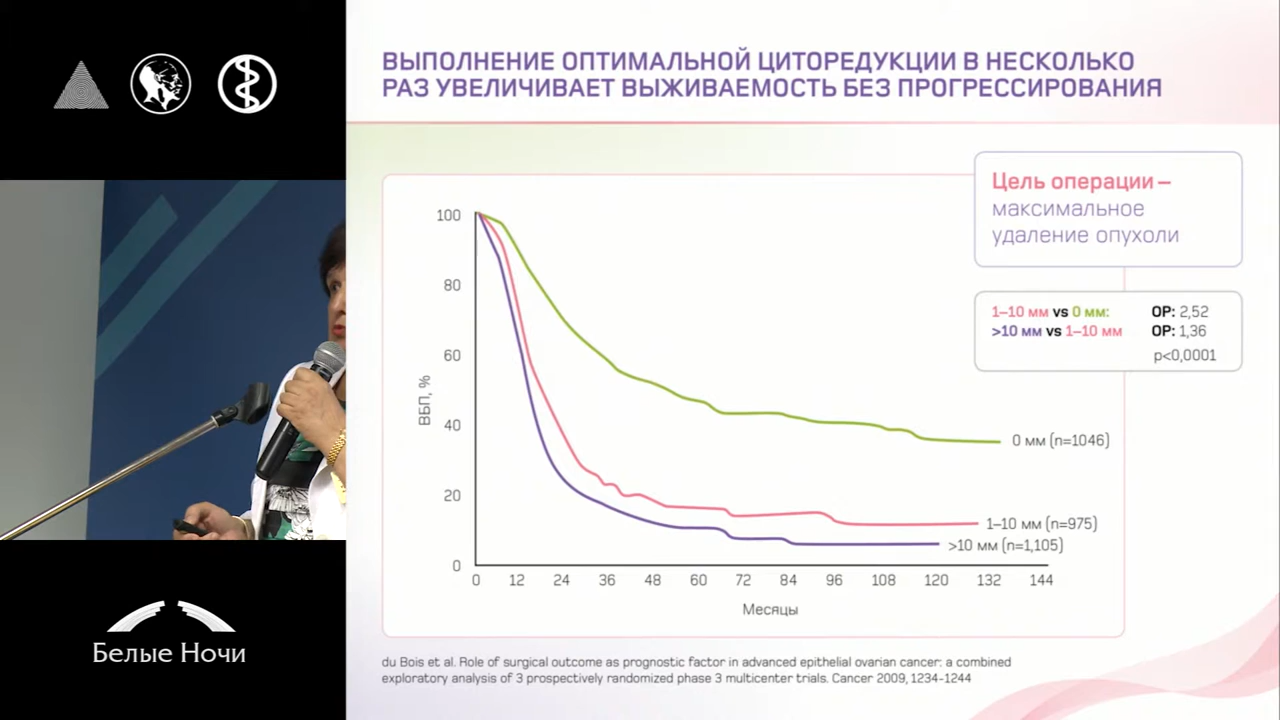 ВЫПОЛНЕНИЕ ОПТИМАЛЬНОЙ ЦИТОРЕДУКЦИИ В НЕСКОЛЬКО
РАЗ УВЕЛИЧИВАЕТ ВЫЖИВАЕМОСТЬ БЕЗ ПРОГРЕССИРОВАНИЯ
Цель операции –
максимальное
удаление опухоли
1–10 мм vs 0 мм: ОР: 2,52
>10 мм vs 1–10 мм ОР: 1,36
p<0,0001
ВБП, %
100
80
60
40
20
0
0 мм (n=1046)
1–10 мм (n=975)
>10 мм (n=1,105)
0 12 24 36 48 60 72 84 96 108 120 132 144
Месяцы
du Bois et al. Role of surgical outcome as prognostic factor in advanced epithelial ovarian cancer: a combined
exploratory analysis of 3 prospectively randomized phase 3 multicenter trials. Cancer 2009, 1234-1244
Белые Ночи